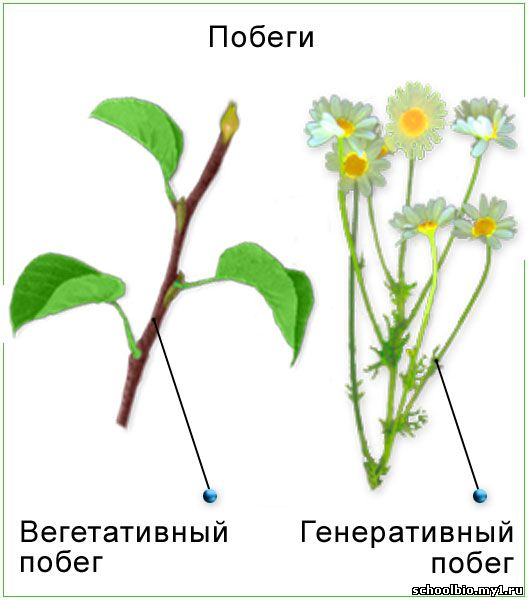 Побеги
Вегетативный
побег
Генеративный
побег
schoolbio.my1.ru